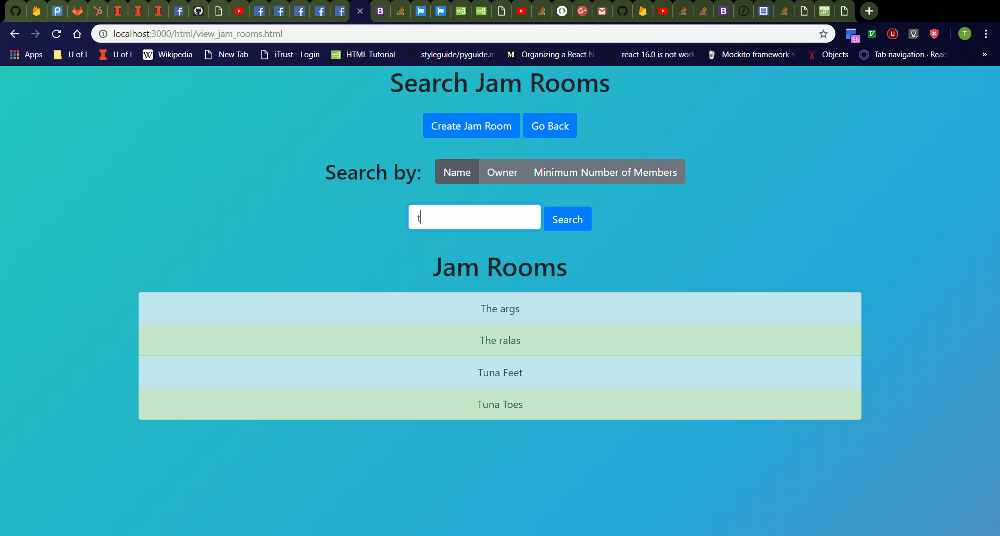 localhost:3000/html/view_jam_rooms.html
T
5h
Apps U of I U of I Wikipedia New Tab iTrust - Login HTML Tutorial styleguide/pyguide.m Organizing a React N react 16.0 is not work Mockito framework si Objects Tab navigation · Reac »
Search Jam Rooms
Create Jam Room Go Back
Search by: Name Owner Minimum Number of Members
t Search
Jam Rooms
The args
The ralas
Tuna Feet
Tuna Toes